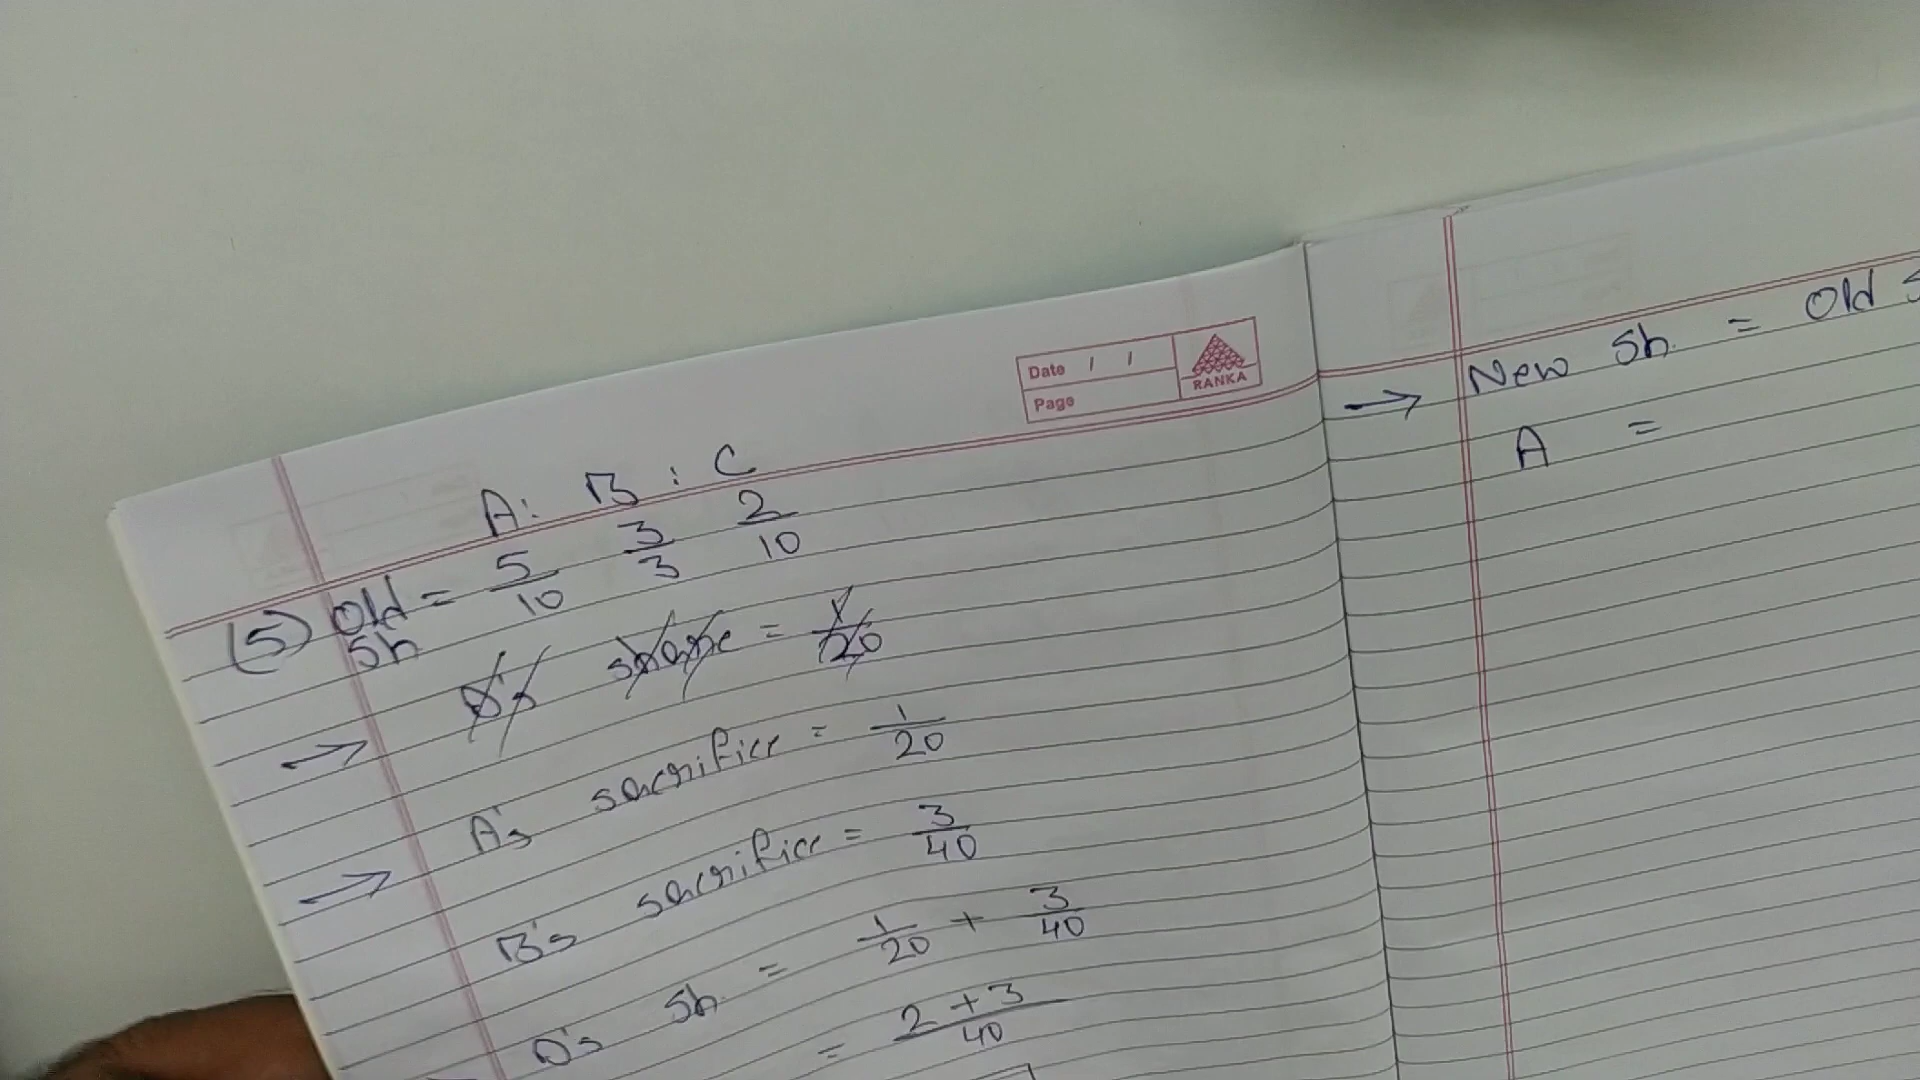 Date / /
Page
RANKA
A : B : C
(5) Old Sh = 5/10 3/3 2/10
D's share = 1/20
→ A's sacrifice = 1/20
→ B's sacrifice = 3/40
D's Sh = 1/20 + 3/40
= 2+3/40
→ New Sh. = Old
A =